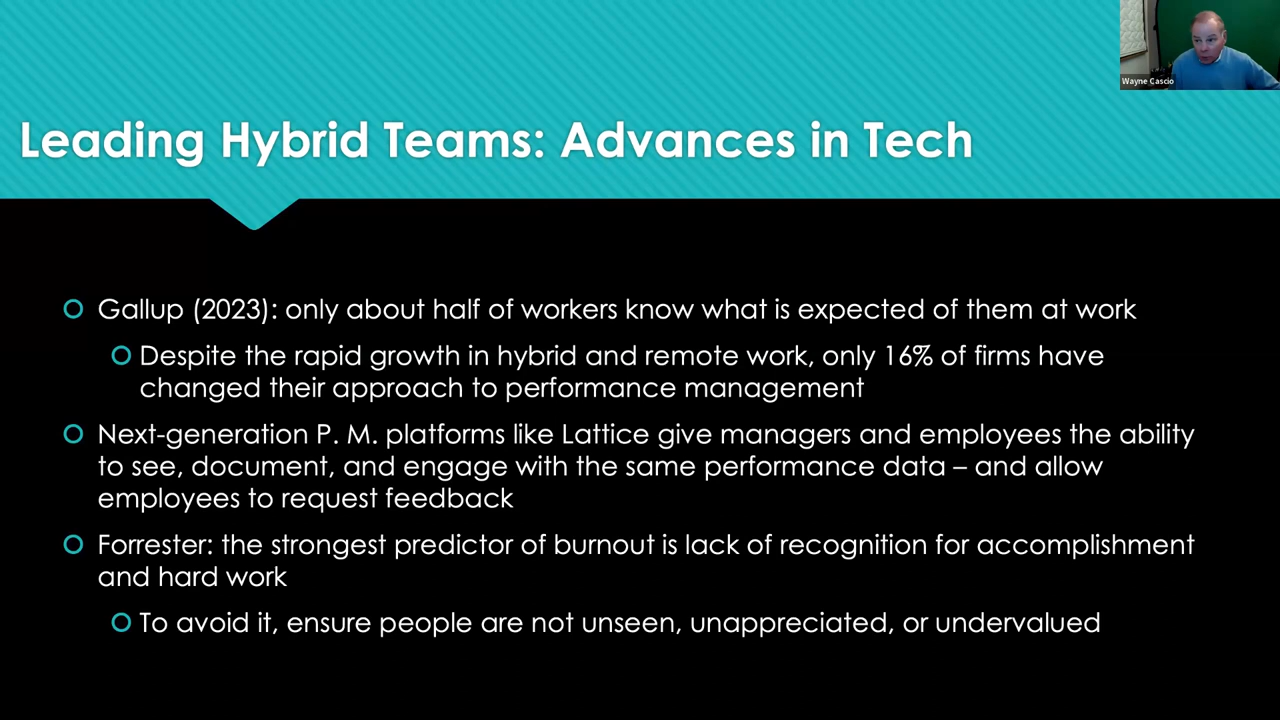 Wayne Cascio
Leading Hybrid Teams: Advances in Tech
Gallup (2023): only about half of workers know what is expected of them at work
Despite the rapid growth in hybrid and remote work, only 16% of firms have
changed their approach to performance management
Next-generation P. M. platforms like Lattice give managers and employees the ability
to see, document, and engage with the same performance data – and allow
employees to request feedback
Forrester: the strongest predictor of burnout is lack of recognition for accomplishment
and hard work
To avoid it, ensure people are not unseen, unappreciated, or undervalued